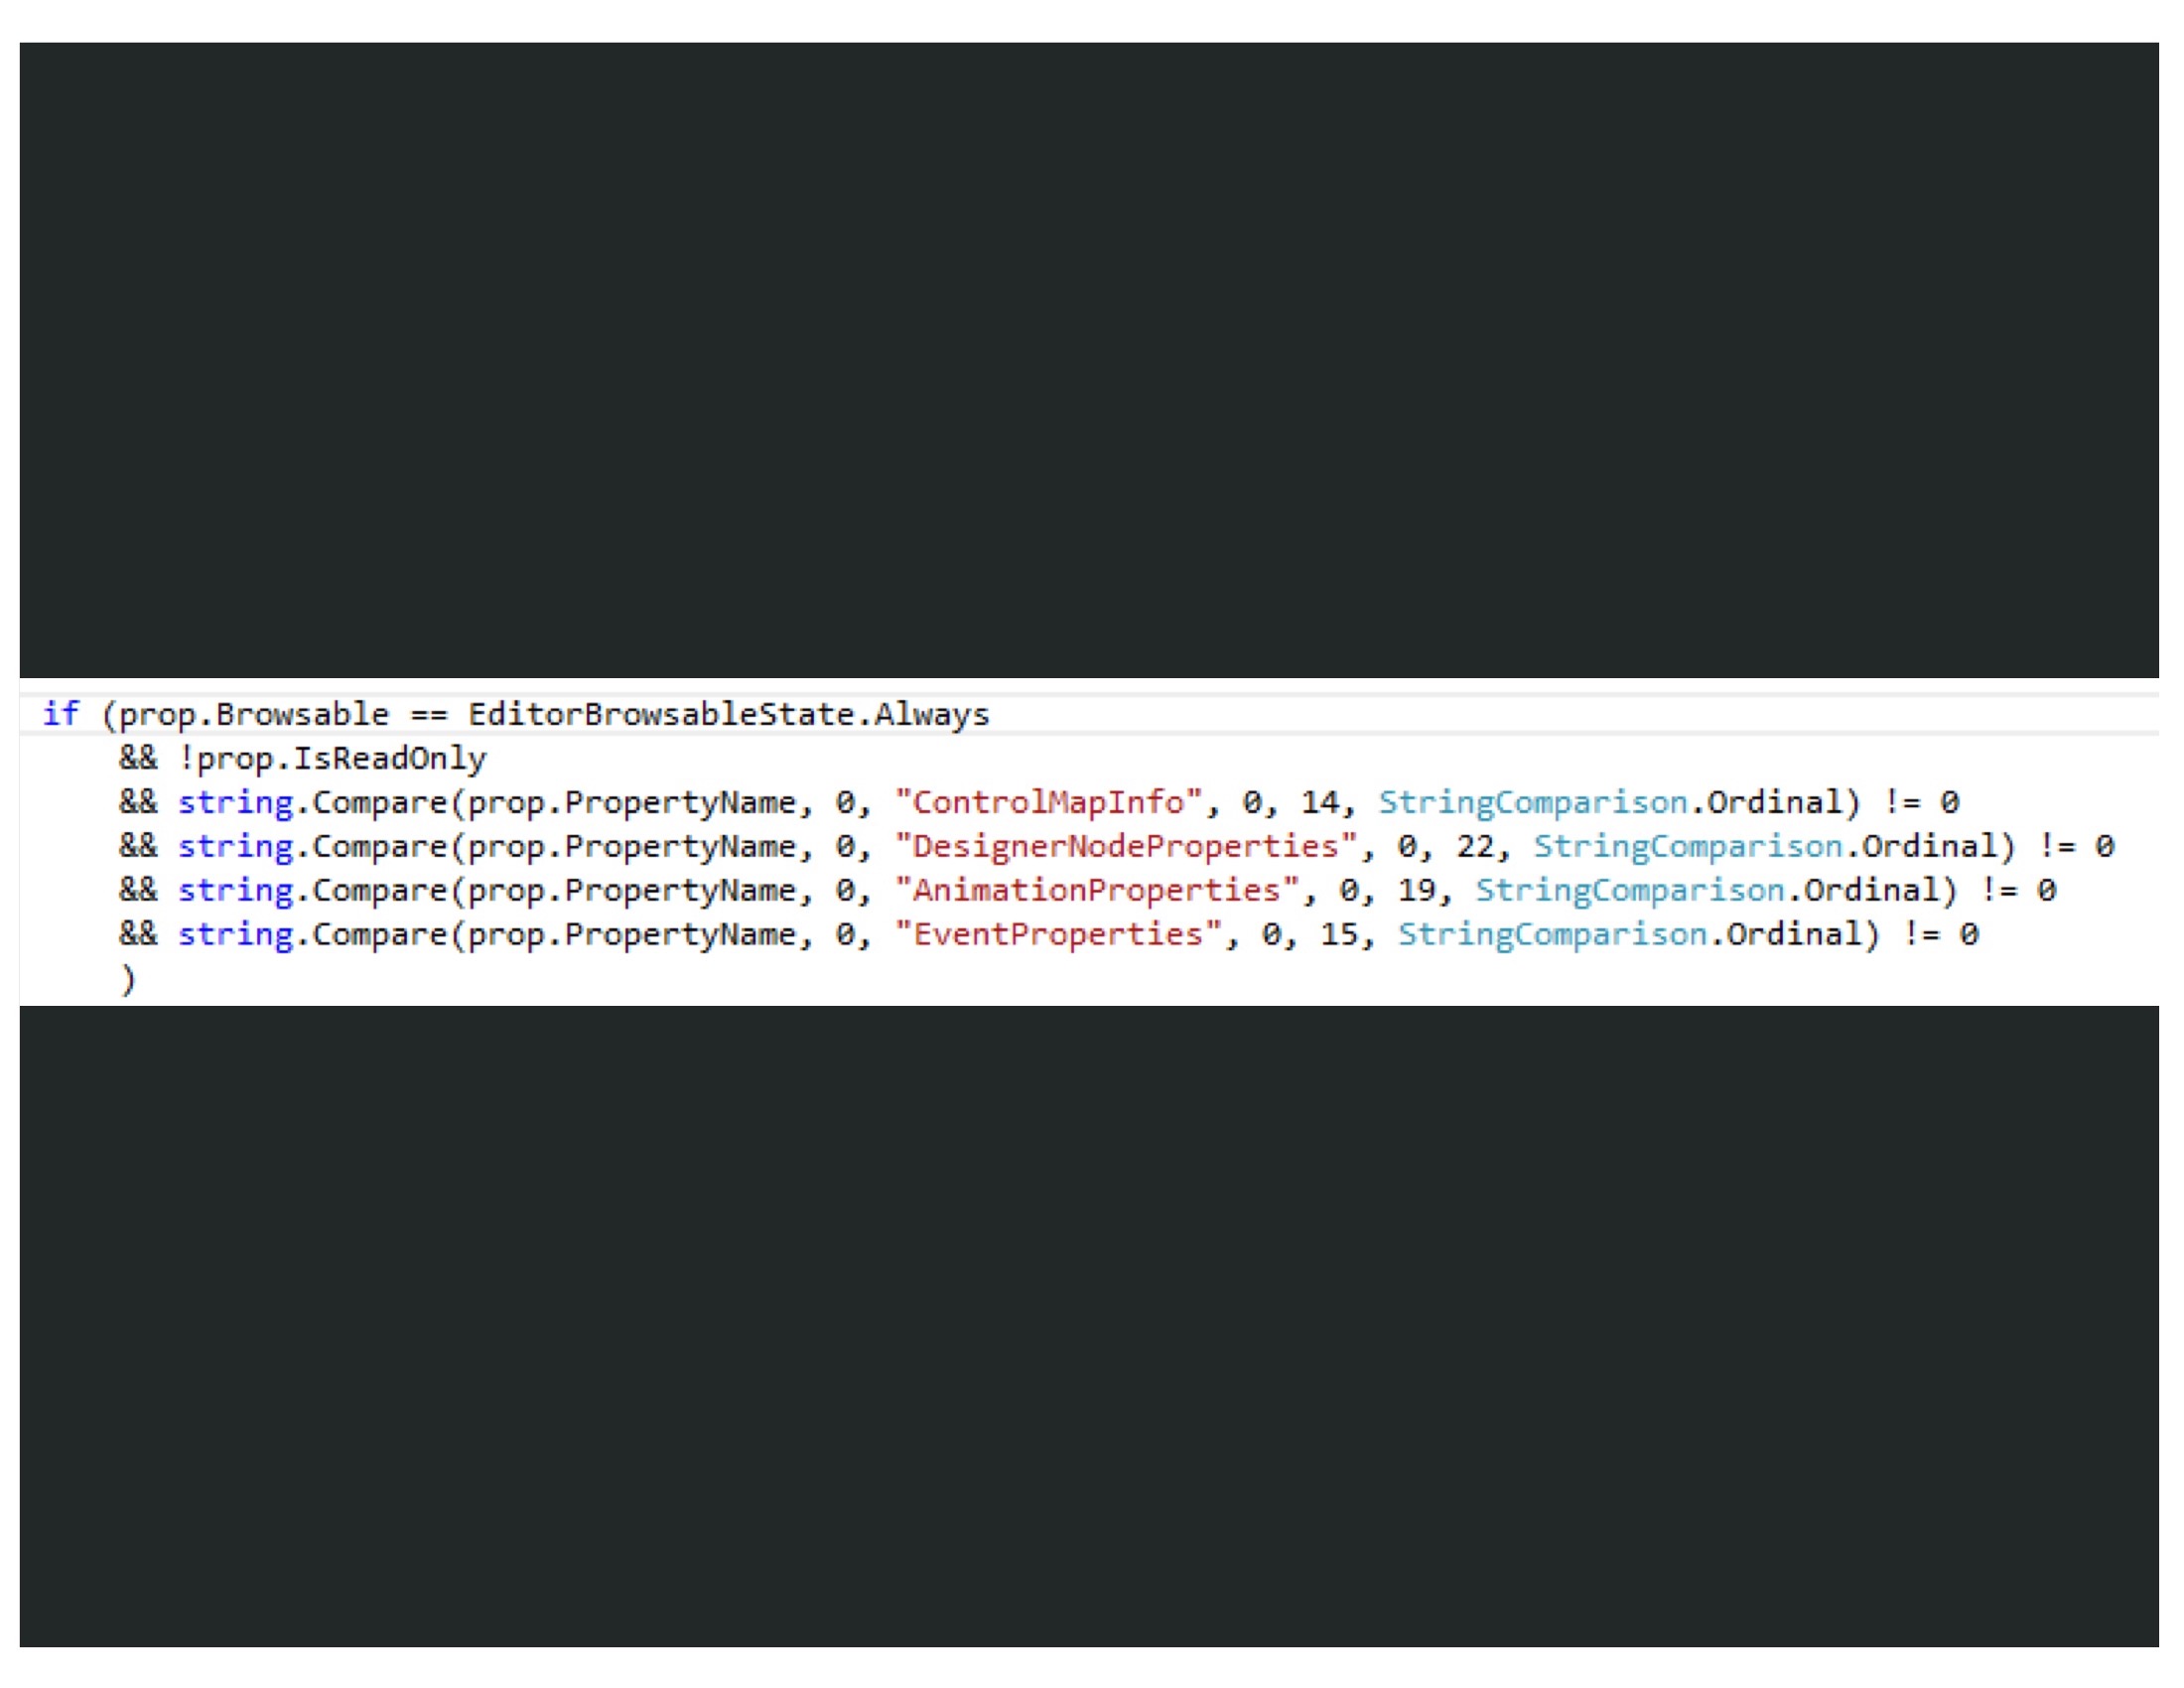 if (prop.Browsable == EditorBrowsableState.Always
&& !prop.IsReadOnly
&& string.Compare(prop.PropertyName, 0, "ControlMapInfo", 0, 14, StringComparison.Ordinal) != 0
&& string.Compare(prop.PropertyName, 0, "DesignerNodeProperties", 0, 22, StringComparison.Ordinal) != 0
&& string.Compare(prop.PropertyName, 0, "AnimationProperties", 0, 19, StringComparison.Ordinal) != 0
&& string.Compare(prop.PropertyName, 0, "EventProperties", 0, 15, StringComparison.Ordinal) != 0
)